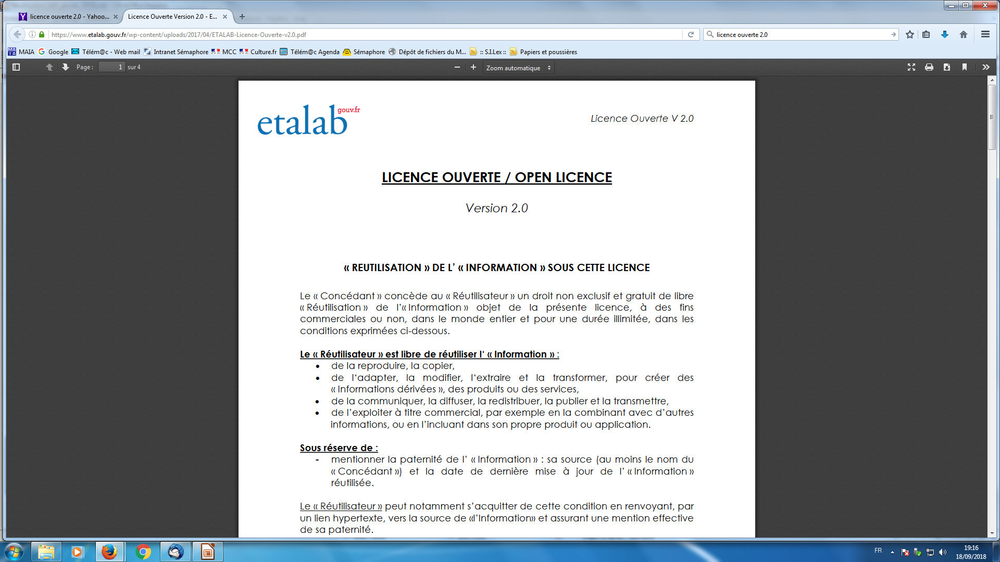 licence ouverte 2.0 - Yahoo...
Licence Ouverte Version 2.0 - E...
https://www.etalab.gouv.fr/wp-content/uploads/2017/04/ETALAB-Licence-Ouverte-v2.0.pdf
licence ouverte 2.0
MAIA Google Télém@c - Web mail Intranet Sémaphore MCC Culture.fr Télém@c Agenda Sémaphore Dépôt de fichiers du M... :: S.I.Lex :: Papiers et poussières
Page : 1 sur 4 Zoom automatique
etalab gouv.fr
Licence Ouverte V 2.0
LICENCE OUVERTE / OPEN LICENCE
Version 2.0
« REUTILISATION » DE L’ « INFORMATION » SOUS CETTE LICENCE
Le « Concédant » concède au « Réutilisateur » un droit non exclusif et gratuit de libre
« Réutilisation » de l’« Information » objet de la présente licence, à des fins
commerciales ou non, dans le monde entier et pour une durée illimitée, dans les
conditions exprimées ci-dessous.
Le « Réutilisateur » est libre de réutiliser l‘ « Information » :
• de la reproduire, la copier,
• de l‘adapter, la modifier, l‘extraire et la transformer, pour créer des
« Informations dérivées », des produits ou des services,
• de la communiquer, la diffuser, la redistribuer, la publier et la transmettre,
• de l’exploiter à titre commercial, par exemple en la combinant avec d’autres
informations, ou en l’incluant dans son propre produit ou application.
Sous réserve de :
- mentionner la paternité de l’ « Information » : sa source (au moins le nom du
« Concédant ») et la date de dernière mise à jour de l’ « Information »
réutilisée.
Le « Réutilisateur » peut notamment s’acquitter de cette condition en renvoyant, par
un lien hypertexte, vers la source de «l’Information» et assurant une mention effective
de sa paternité.
FR
19:16
18/09/2018